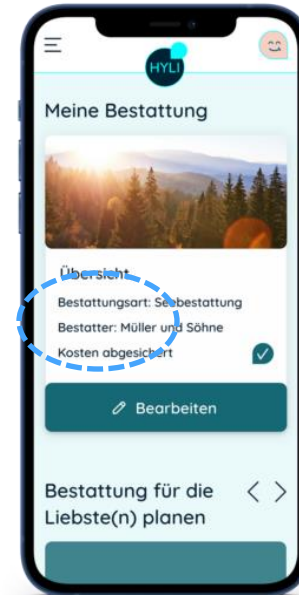 HYLI
Meine Bestattung
Übersicht
Bestattungsart: Seebestattung
Bestatter: Müller und Söhne
Kosten abgesichert
Bearbeiten
Bestattung für die
Liebste(n) planen